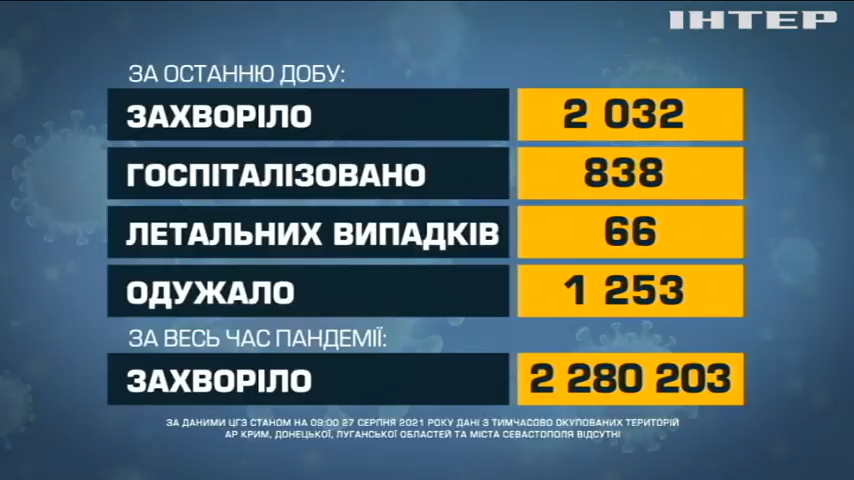 ІНТЕР
ЗА ОСТАННЮ ДОБУ:
ЗАХВОРІЛО 2 032
ГОСПІТАЛІЗОВАНО 838
ЛЕТАЛЬНИХ ВИПАДКІВ 66
ОДУЖАЛО 1 253
ЗА ВЕСЬ ЧАС ПАНДЕМІЇ:
ЗАХВОРІЛО 2 280 203
ЗА ДАНИМИ ЦГЗ СТАНОМ НА 09:00 27 СЕРПНЯ 2021 РОКУ ДАНІ З ТИМЧАСОВО ОКУПОВАНИХ ТЕРИТОРІЙ
АР КРИМ, ДОНЕЦЬКОЇ, ЛУГАНСЬКОЇ ОБЛАСТЕЙ ТА МІСТА СЕВАСТОПОЛЯ ВІДСУТНІ